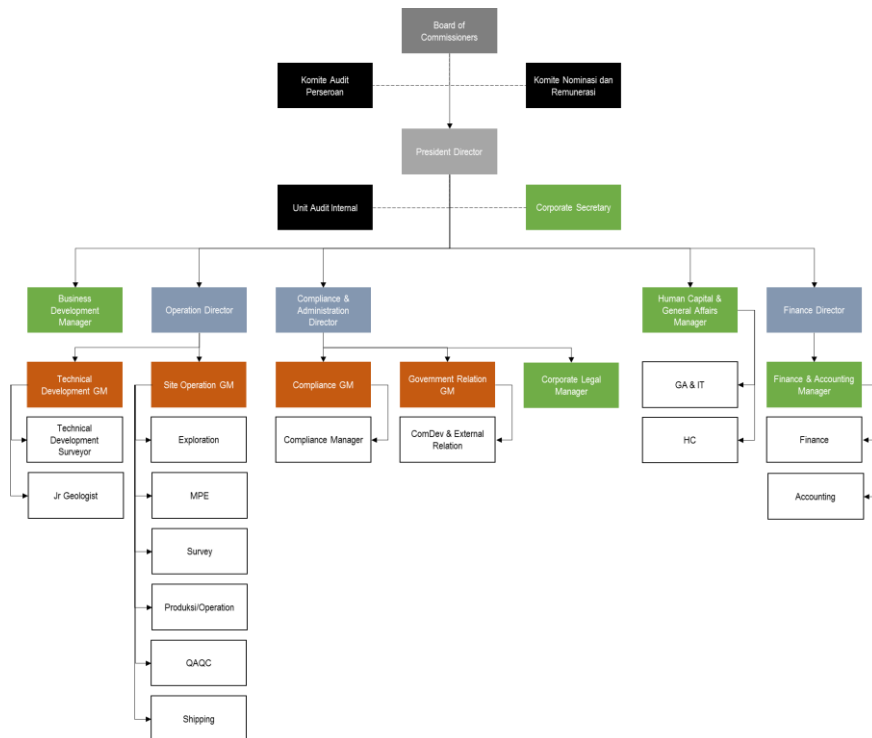 Board of
Commissioners
Komite Audit
Perseroan
Komite Nominasi dan
Remunerasi
President Director
Unit Audit Internal
Corporate Secretary
Business
Development
Manager
Operation Director
Compliance &
Administration
Director
Human Capital &
General Affairs
Manager
Finance Director
Technical
Development GM
Site Operation GM
Compliance GM
Government Relation
GM
Corporate Legal
Manager
GA & IT
Finance & Accounting
Manager
Technical
Development
Surveyor
Exploration
Compliance Manager
ComDev & External
Relation
HC
Finance
Jr Geologist
MPE
Accounting
Survey
Produksi/Operation
QAQC
Shipping